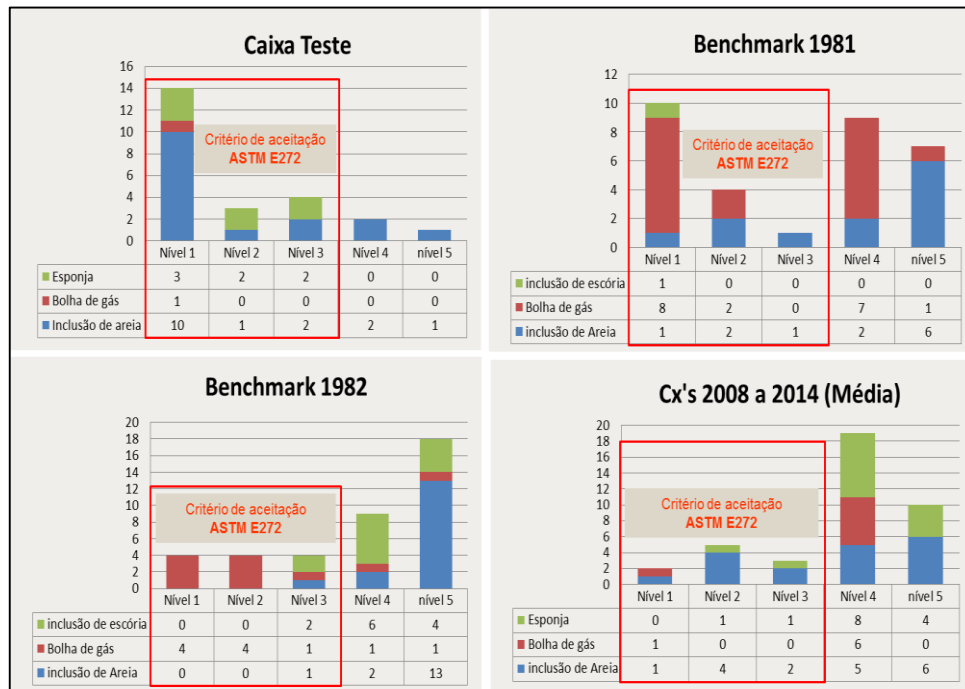 Caixa Teste
16
14
12
10
8
6
4
2
0
Critério de aceitação
ASTM E272
Nível 1 Nível 2 Nível 3 Nível 4 nível 5
Esponja 3 2 2 0 0
Bolha de gás 1 0 0 0 0
Inclusão de areia 10 1 2 2 1
Benchmark 1981
12
10
8
6
4
2
0
Critério de aceitação
ASTM E272
Nível 1 Nível 2 Nível 3 Nível 4 nível 5
inclusão de escória 1 0 0 0 0
Bolha de gás 8 2 0 7 1
inclusão de Areia 1 2 1 2 6
Benchmark 1982
20
18
16
14
12
10
8
6
4
2
0
Critério de aceitação
ASTM E272
Nível 1 Nível 2 Nível 3 Nível 4 nível 5
inclusão de escória 0 0 2 6 4
Bolha de gás 4 4 1 1 1
inclusão de Areia 0 0 1 2 13
Cx's 2008 a 2014 (Média)
20
18
16
14
12
10
8
6
4
2
0
Critério de aceitação
ASTM E272
Nível 1 Nível 2 Nível 3 Nível 4 nível 5
Esponja 0 1 1 8 4
Bolha de gás 1 0 0 6 0
inclusão de Areia 1 4 2 5 6